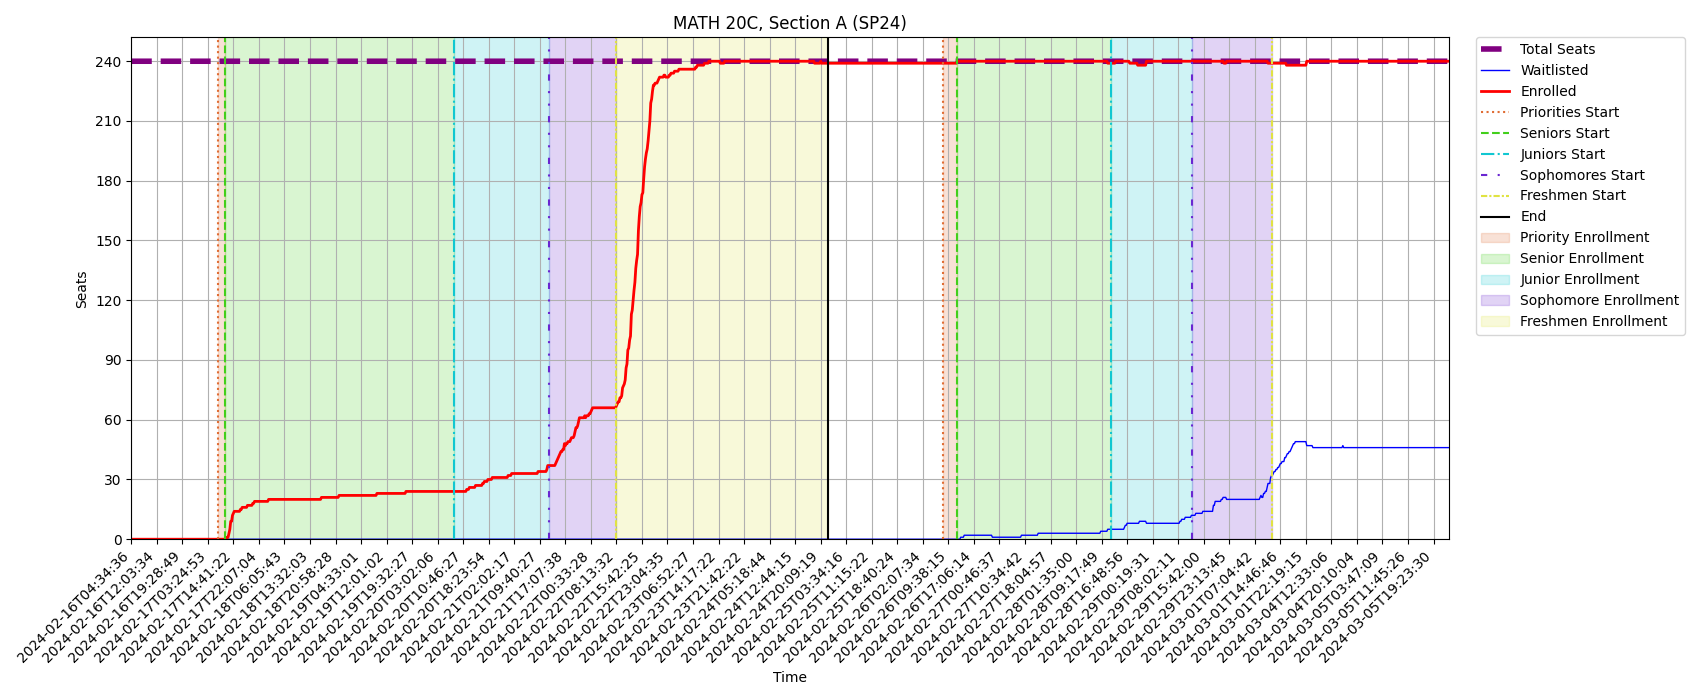 MATH 20C, Section A (SP24)
Seats
240
210
180
150
120
90
60
30
0
2024-02-16T04:34:36
2024-02-16T12:03:34
2024-02-16T19:28:49
2024-02-17T03:24:53
2024-02-17T14:41:22
2024-02-17T22:07:04
2024-02-18T06:05:43
2024-02-18T13:32:03
2024-02-18T20:58:28
2024-02-19T04:33:01
2024-02-19T12:01:02
2024-02-19T19:32:27
2024-02-20T03:02:06
2024-02-20T10:46:27
2024-02-20T18:23:54
2024-02-21T02:02:17
2024-02-21T09:40:27
2024-02-21T17:07:38
2024-02-22T00:33:28
2024-02-22T08:13:32
2024-02-22T15:42:25
2024-02-22T23:04:35
2024-02-23T06:52:27
2024-02-23T14:17:22
2024-02-23T21:42:22
2024-02-24T05:18:44
2024-02-24T12:44:15
2024-02-24T20:09:19
2024-02-25T03:34:16
2024-02-25T11:15:22
2024-02-25T18:40:24
2024-02-26T02:07:34
2024-02-26T09:38:15
2024-02-26T17:06:14
2024-02-27T00:46:37
2024-02-27T10:34:42
2024-02-27T18:04:57
2024-02-28T01:35:00
2024-02-28T09:17:49
2024-02-28T16:48:56
2024-02-29T00:19:31
2024-02-29T08:02:11
2024-02-29T15:42:00
2024-02-29T23:13:45
2024-03-01T07:04:42
2024-03-01T14:46:46
2024-03-01T22:19:15
2024-03-04T12:33:06
2024-03-04T20:10:04
2024-03-05T03:47:09
2024-03-05T11:45:26
2024-03-05T19:23:30
Time
Total Seats
Waitlisted
Enrolled
Priorities Start
Seniors Start
Juniors Start
Sophomores Start
Freshmen Start
End
Priority Enrollment
Senior Enrollment
Junior Enrollment
Sophomore Enrollment
Freshmen Enrollment